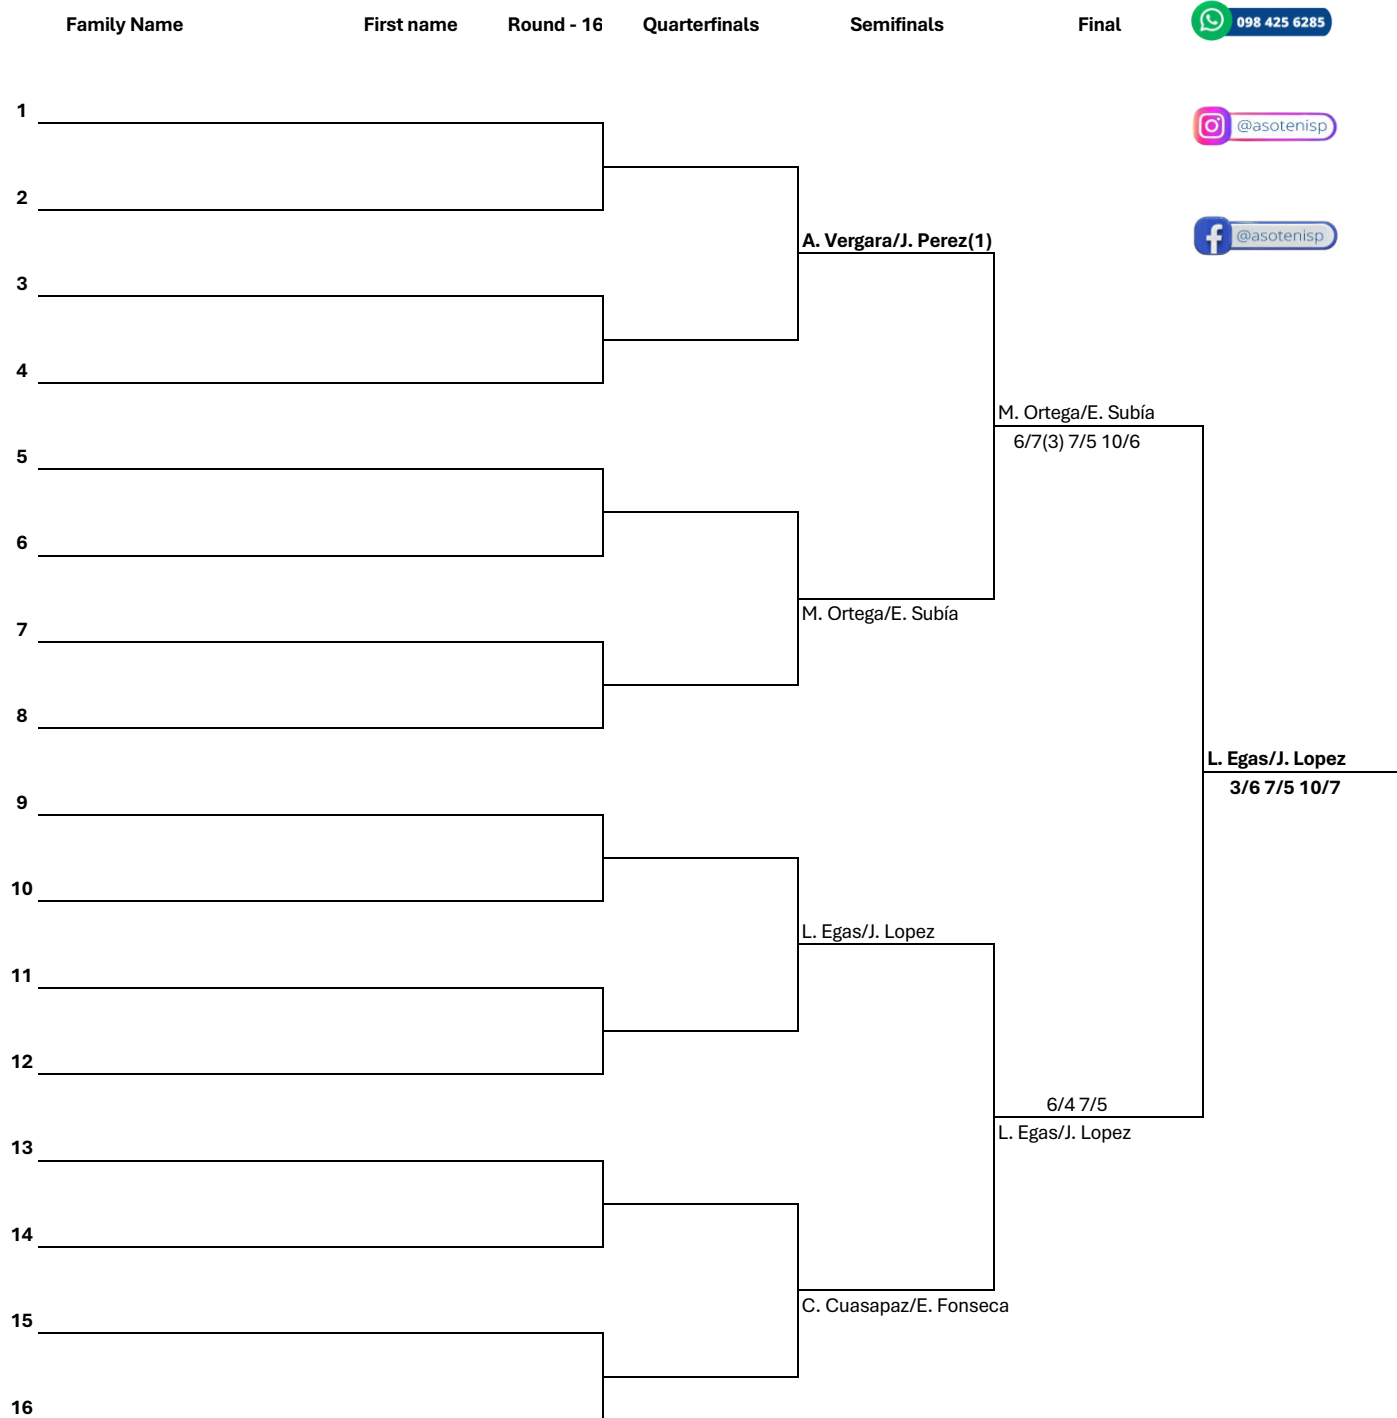 Family Name First name Round - 16 Quarterfinals Semifinals Final 098 425 6285
1
@asotenisp
2
A. Vergara/J. Perez(1)
@asotenisp
3
4
M. Ortega/E. Subía
6/7(3) 7/5 10/6
5
6
M. Ortega/E. Subía
7
8
L. Egas/J. Lopez
3/6 7/5 10/7
9
10
L. Egas/J. Lopez
11
12
6/4 7/5
L. Egas/J. Lopez
13
14
C. Cuasapaz/E. Fonseca
15
16